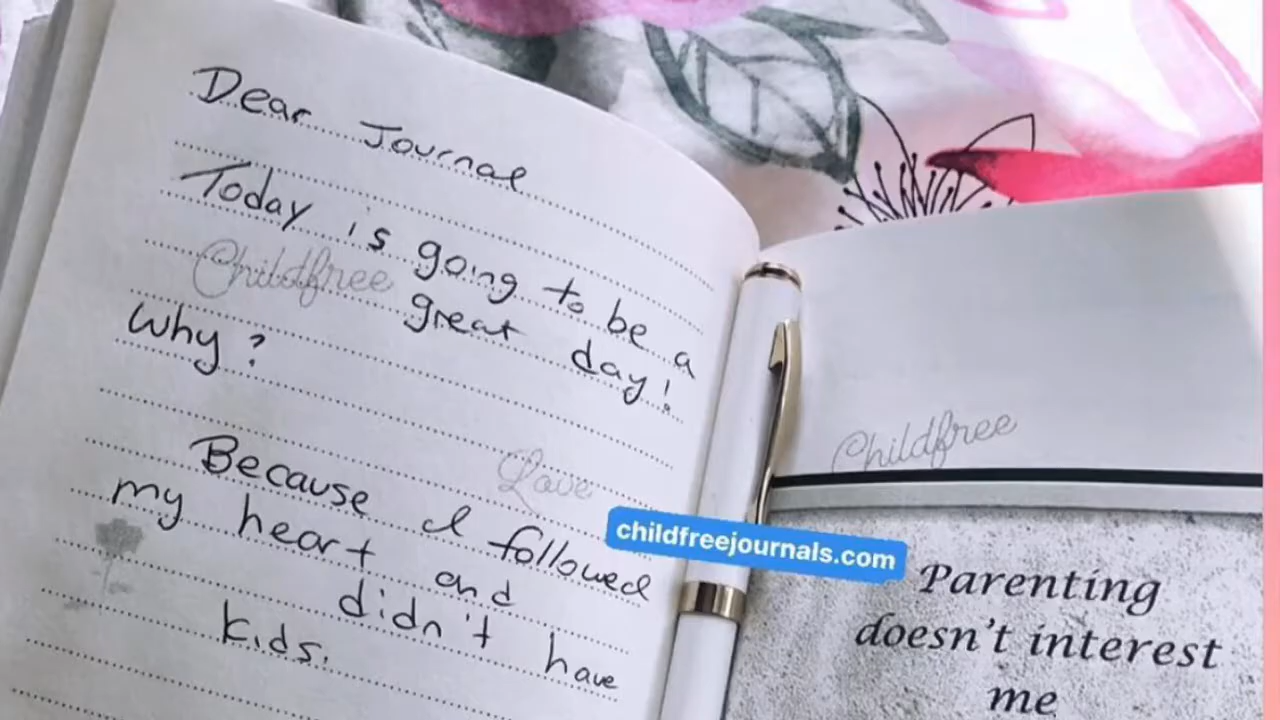 Dear Journal
Today is going to be a
Childfree
great day!
Why?
Love
Because I followed
my heart and
didn't have
kids.
childfreejournals.com
Childfree
Parenting
doesn't interest
me